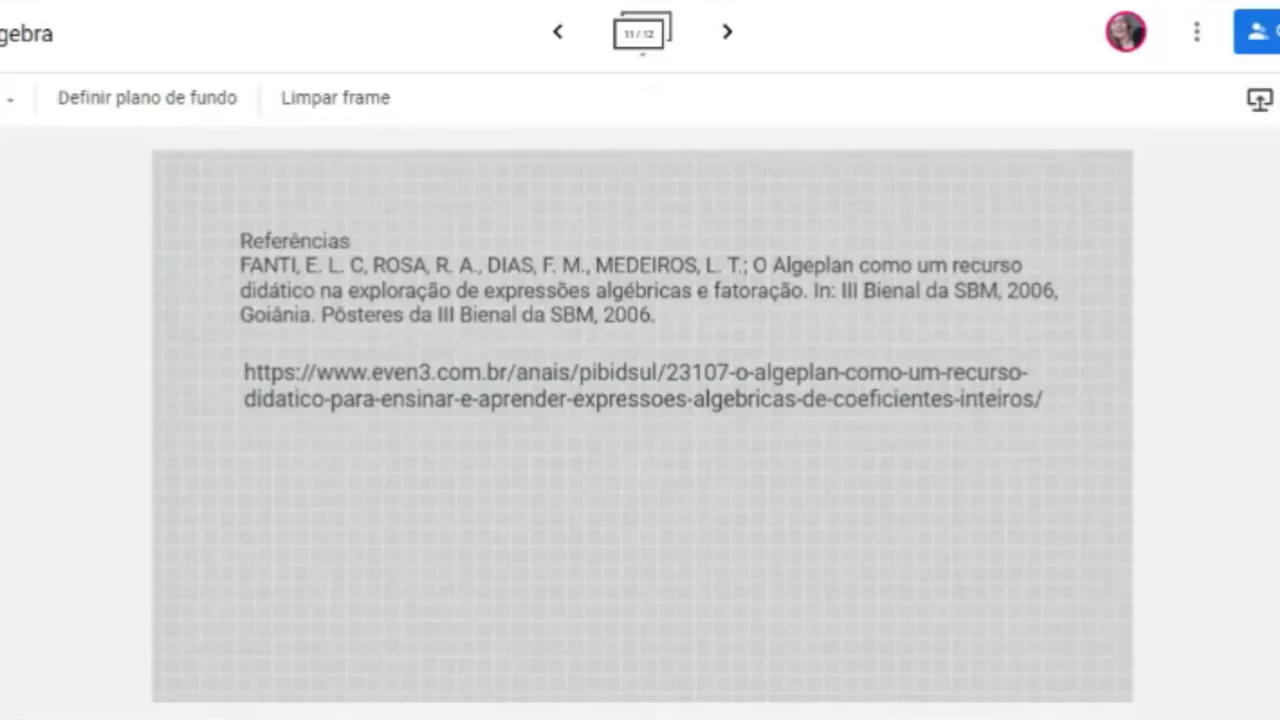 gebra
11 / 12
Definir plano de fundo
Limpar frame
Referências
FANTI, E. L. C, ROSA, R. A., DIAS, F. M., MEDEIROS, L. T.; O Algeplan como um recurso
didático na exploração de expressões algébricas e fatoração. In: III Bienal da SBM, 2006,
Goiânia. Pôsteres da III Bienal da SBM, 2006.
https://www.even3.com.br/anais/pibidsul/23107-o-algeplan-como-um-recurso-
didatico-para-ensinar-e-aprender-expressoes-algebricas-de-coeficientes-inteiros/